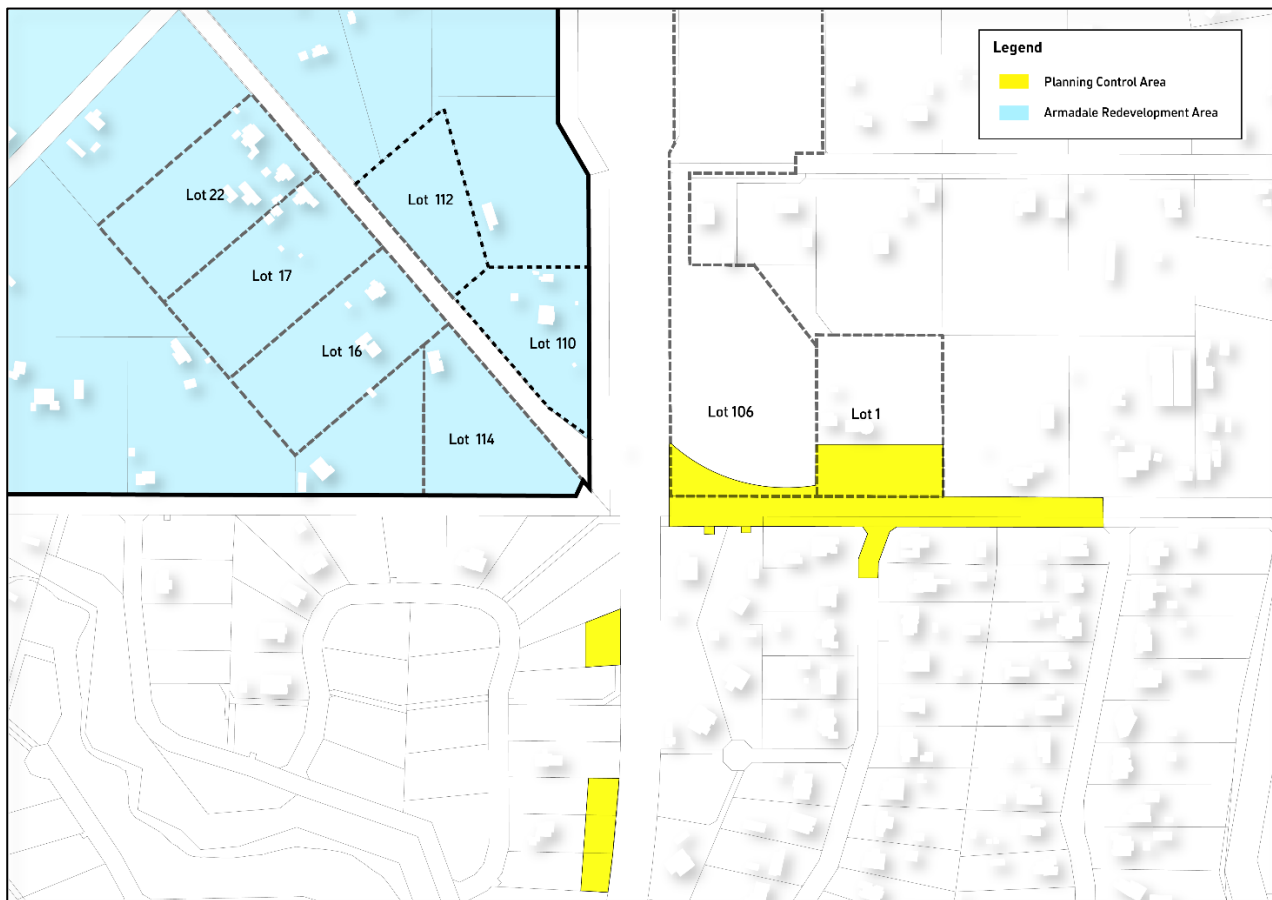 Legend
Planning Control Area
Armadale Redevelopment Area
Lot 22
Lot 112
Lot 17
Lot 110
Lot 16
Lot 106
Lot 1
Lot 114